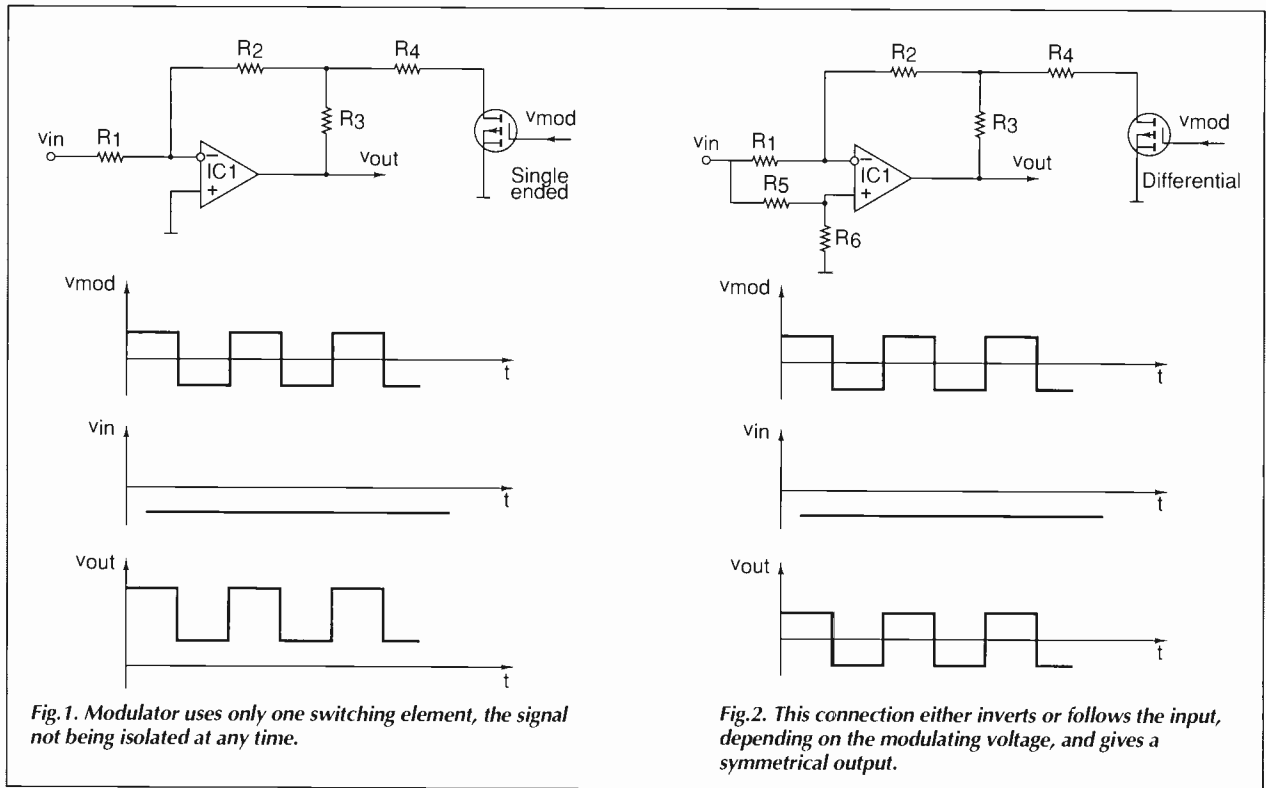 R2
R4
R3
vmod
vin
R1
IC1
−
+
vout
Single
ended
vmod
t
vin
t
vout
t
Fig.1. Modulator uses only one switching element, the signal
not being isolated at any time.
R2
R4
R3
vmod
vin
R1
R5
IC1
−
+
vout
Differential
R6
vmod
t
vin
t
vout
t
Fig.2. This connection either inverts or follows the input,
depending on the modulating voltage, and gives a
symmetrical output.